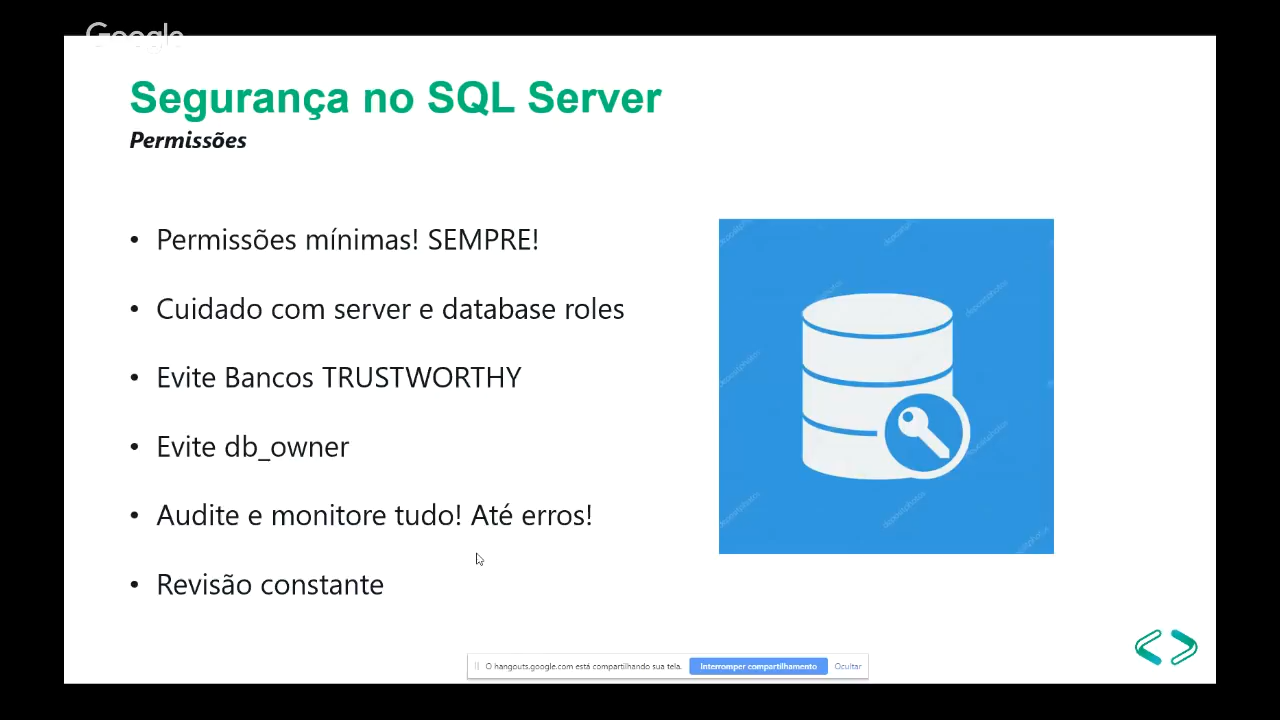 Google
Segurança no SQL Server
Permissões
• Permissões mínimas! SEMPRE!
• Cuidado com server e database roles
• Evite Bancos TRUSTWORTHY
• Evite db_owner
• Audite e monitore tudo! Até erros!
• Revisão constante
depositphotos
O hangouts.google.com está compartilhando sua tela.
Interromper compartilhamento
Ocultar